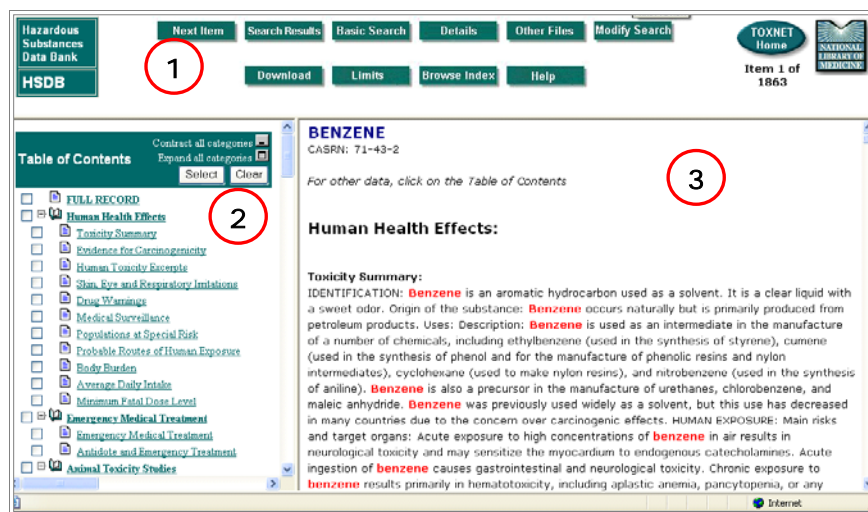 Hazardous
Substances
Data Bank
HSDB
Next Item
Search Results
Basic Search
Details
Other Files
Modify Search
Download
Limits
Browse Index
Help
TOXNET
Home
Item 1 of
1863
NATIONAL
LIBRARY OF
MEDICINE
1
Table of Contents
Contract all categories
Expand all categories
Select
Clear
2
FULL RECORD
Human Health Effects
Toxicity Summary
Evidence for Carcinogenicity
Human Toxicity Excerpts
Skin, Eye and Respiratory Irritations
Drug Warnings
Medical Surveillance
Populations at Special Risk
Probable Routes of Human Exposure
Body Burden
Average Daily Intake
Minimum Fatal Dose Level
Emergency Medical Treatment
Emergency Medical Treatment
Antidote and Emergency Treatment
Animal Toxicity Studies
BENZENE
CASRN: 71-43-2
3
For other data, click on the Table of Contents
Human Health Effects:
Toxicity Summary:
IDENTIFICATION: Benzene is an aromatic hydrocarbon used as a solvent. It is a clear liquid with
a sweet odor. Origin of the substance: Benzene occurs naturally but is primarily produced from
petroleum products. Uses: Description: Benzene is used as an intermediate in the manufacture
of a number of chemicals, including ethylbenzene (used in the synthesis of styrene), cumene
(used in the synthesis of phenol and for the manufacture of phenolic resins and nylon
intermediates), cyclohexane (used to make nylon resins), and nitrobenzene (used in the synthesis
of aniline). Benzene is also a precursor in the manufacture of urethanes, chlorobenzene, and
maleic anhydride. Benzene was previously used widely as a solvent, but this use has decreased
in many countries due to the concern over carcinogenic effects. HUMAN EXPOSURE: Main risks
and target organs: Acute exposure to high concentrations of benzene in air results in
neurological toxicity and may sensitize the myocardium to endogenous catecholamines. Acute
ingestion of benzene causes gastrointestinal and neurological toxicity. Chronic exposure to
benzene results primarily in hematotoxicity, including aplastic anemia, pancytopenia, or any
Internet